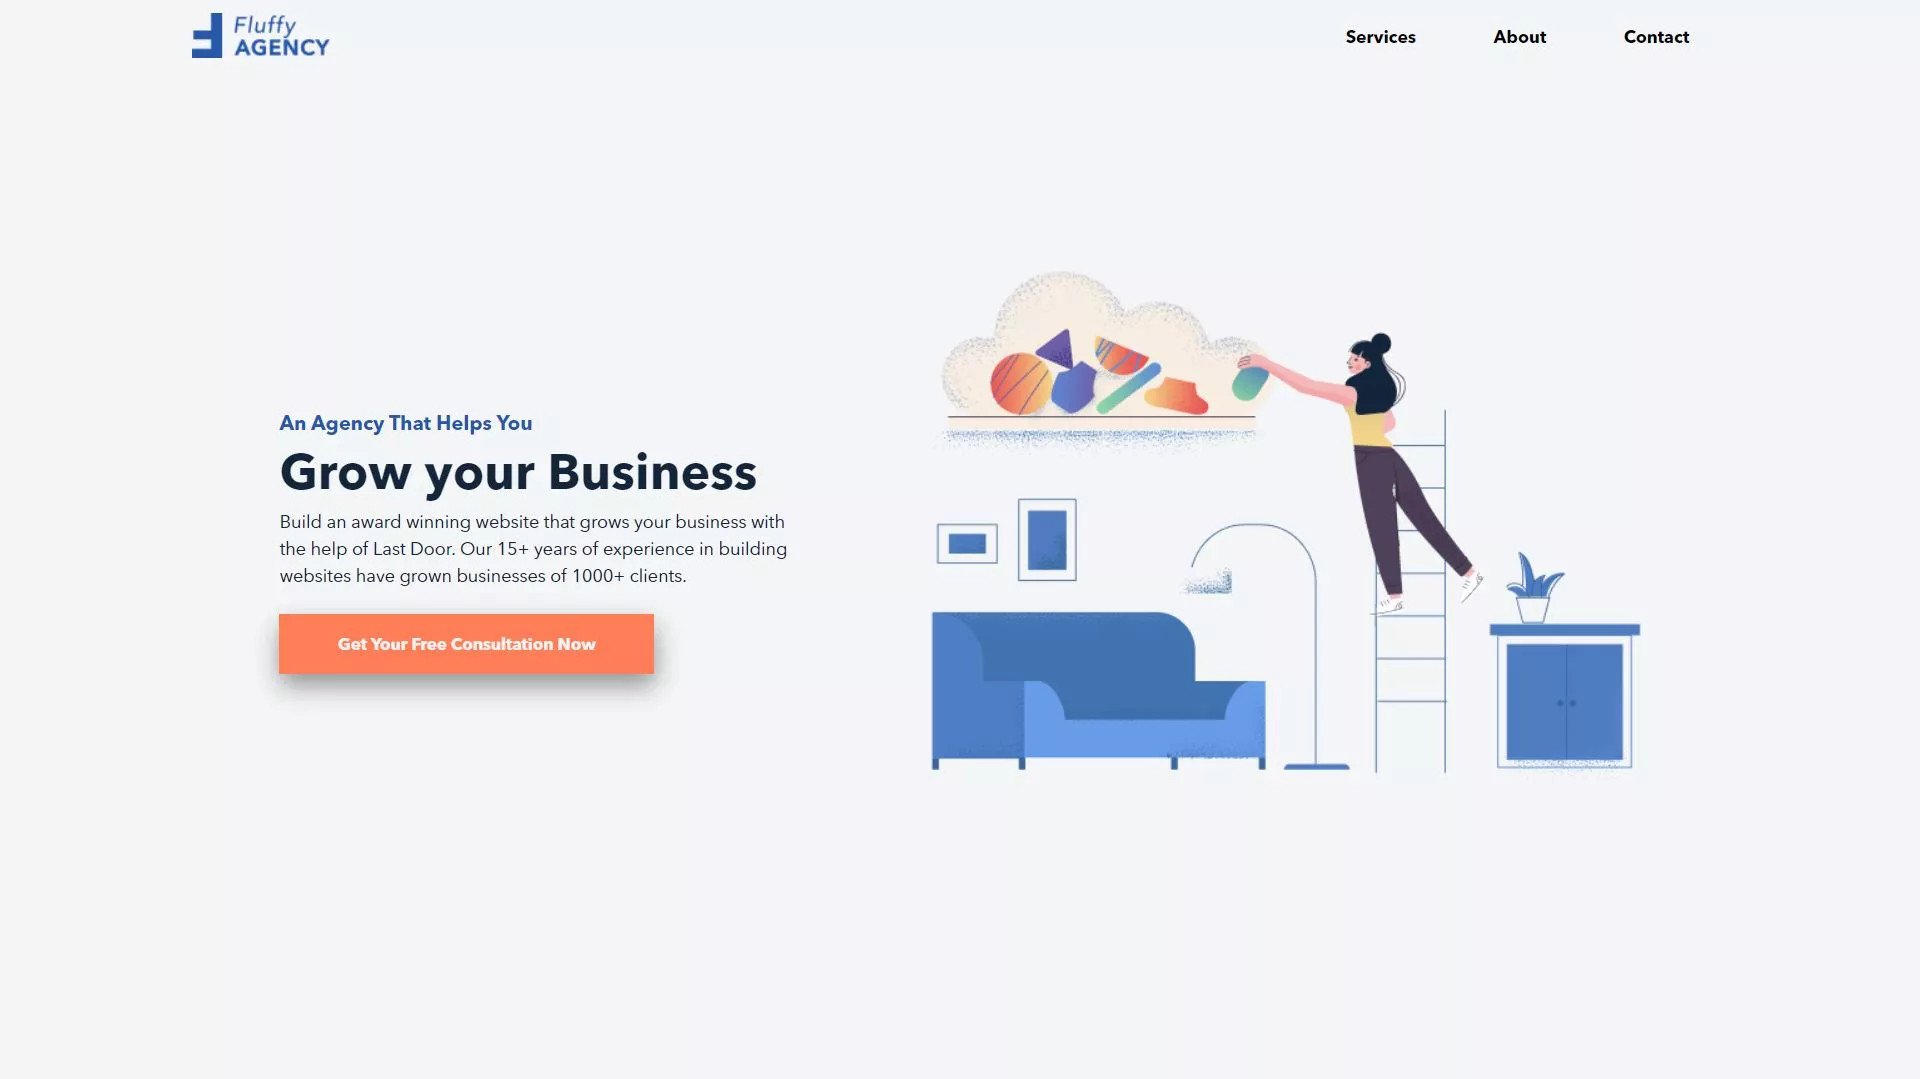 Fluffy
AGENCY
Services
About
Contact
An Agency That Helps You
Grow your Business
Build an award winning website that grows your business with
the help of Last Door. Our 15+ years of experience in building
websites have grown businesses of 1000+ clients.
Get Your Free Consultation Now